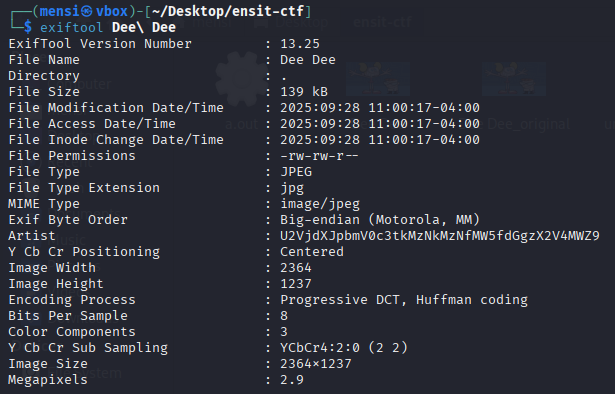 ┌──(mensi㉿vbox)-[~/Desktop/ensit-ctf]
└─$ exiftool Dee\ Dee
ExifTool Version Number : 13.25
File Name : Dee Dee
Directory : .
File Size : 139 kB
File Modification Date/Time : 2025:09:28 11:00:17-04:00
File Access Date/Time : 2025:09:28 11:00:17-04:00
File Inode Change Date/Time : 2025:09:28 11:00:17-04:00
File Permissions : -rw-rw-r--
File Type : JPEG
File Type Extension : jpg
MIME Type : image/jpeg
Exif Byte Order : Big-endian (Motorola, MM)
Artist : U2VjdXJpbmV0c3tkMzNkMzNfMW5fdGgzX2V4MWZ9
Y Cb Cr Positioning : Centered
Image Width : 2364
Image Height : 1237
Encoding Process : Progressive DCT, Huffman coding
Bits Per Sample : 8
Color Components : 3
Y Cb Cr Sub Sampling : YCbCr4:2:0 (2 2)
Image Size : 2364×1237
Megapixels : 2.9